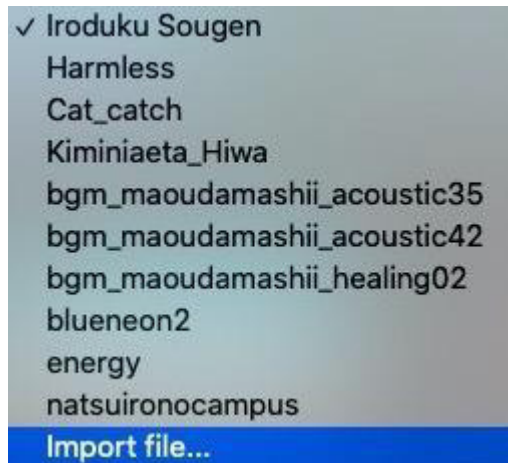 ✓ Iroduku Sougen
Harmless
Cat_catch
Kiminiaeta_Hiwa
bgm_maoudamashii_acoustic35
bgm_maoudamashii_acoustic42
bgm_maoudamashii_healing02
blueneon2
energy
natsuironocampus
Import file...